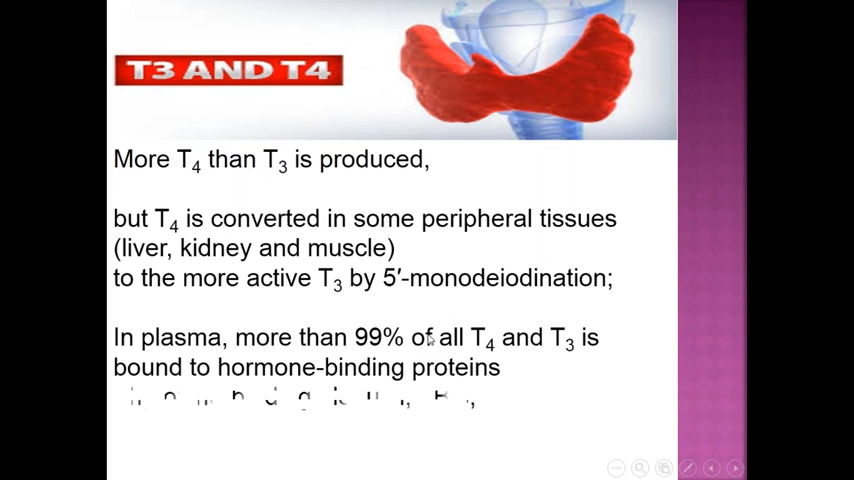 T3 AND T4
More T₄ than T₃ is produced,
but T₄ is converted in some peripheral tissues
(liver, kidney and muscle)
to the more active T₃ by 5′-monodeiodination;
In plasma, more than 99% of all T₄ and T₃ is
bound to hormone-binding proteins